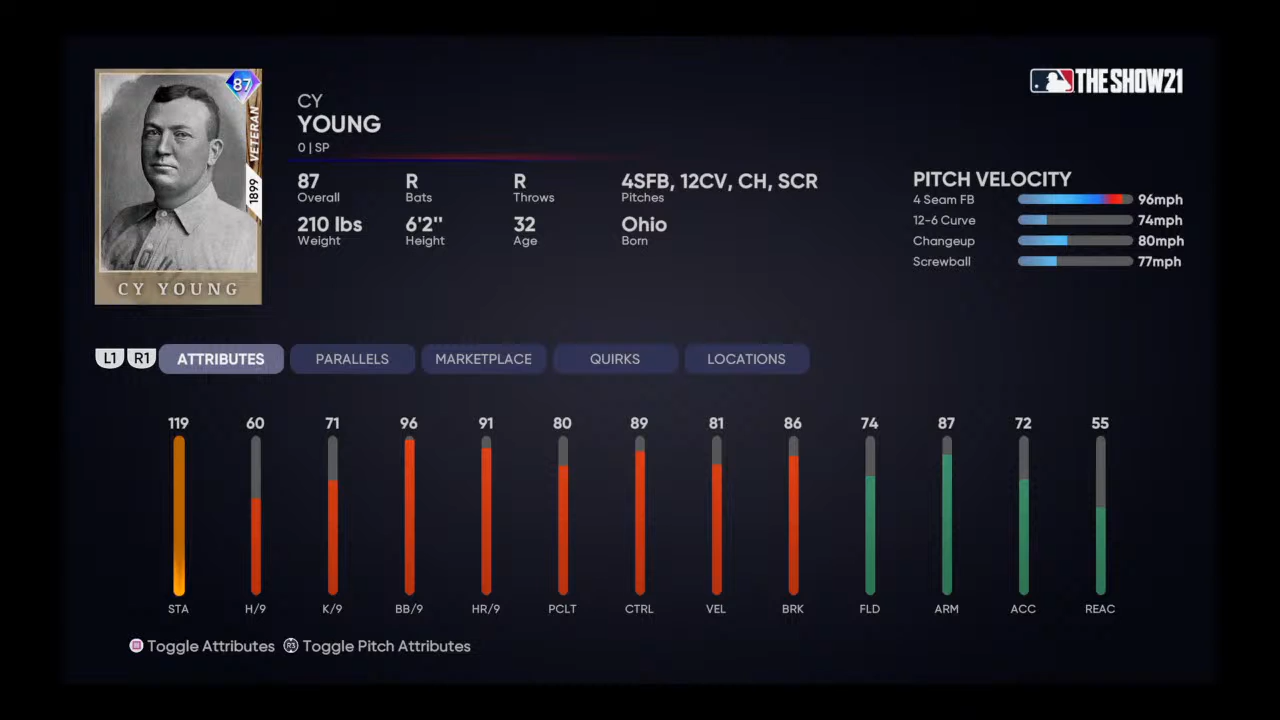 87
VETERAN
1899
CY YOUNG
CY
YOUNG
0 | SP
87 R R 4SFB, 12CV, CH, SCR
Overall Bats Throws Pitches
210 lbs 6'2'' 32 Ohio
Weight Height Age Born
MLB THE SHOW21
PITCH VELOCITY
4 Seam FB 96mph
12-6 Curve 74mph
Changeup 80mph
Screwball 77mph
L1 R1 ATTRIBUTES PARALLELS MARKETPLACE QUIRKS LOCATIONS
119 60 71 96 91 80 89 81 86 74 87 72 55
STA H/9 K/9 BB/9 HR/9 PCLT CTRL VEL BRK FLD ARM ACC REAC
Toggle Attributes R3 Toggle Pitch Attributes